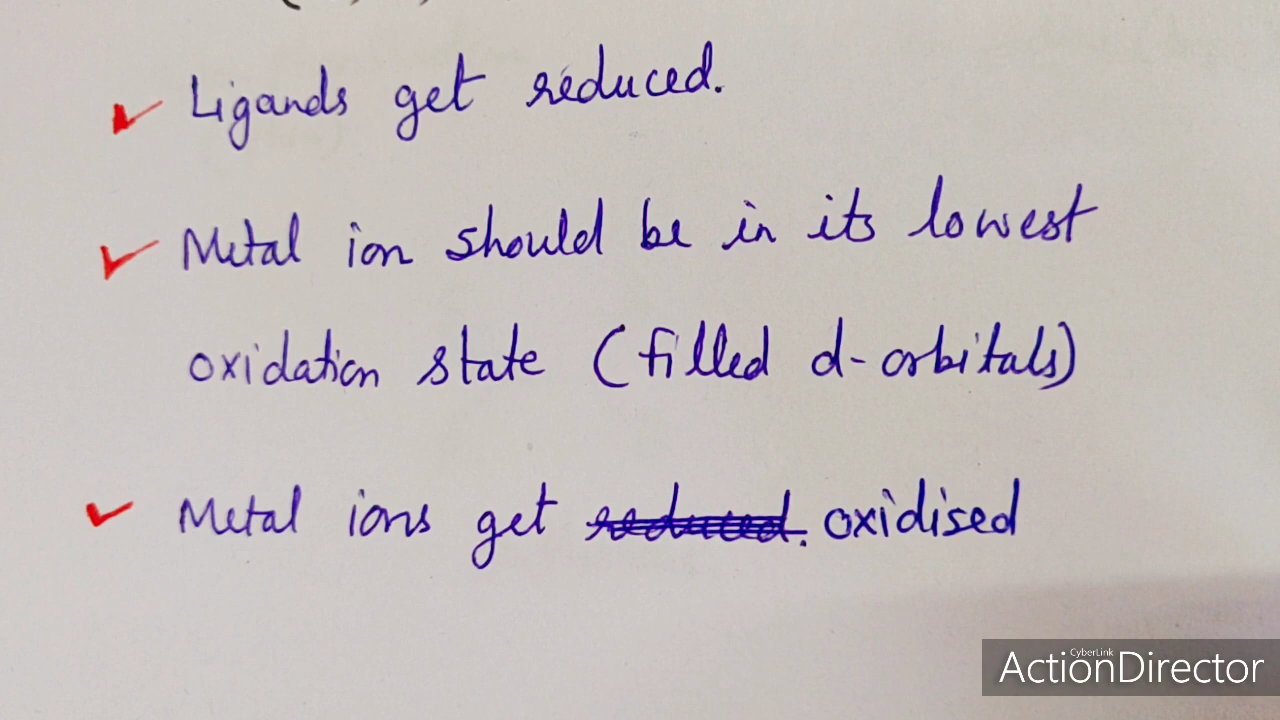 Ligands get reduced.
Metal ion should be in its lowest
oxidation state (filled d-orbitals)
Metal ions get reduced. oxidised
CyberLink
ActionDirector